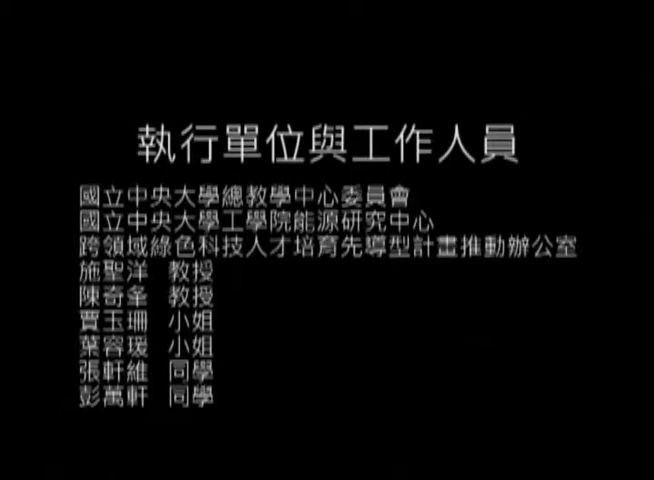 執行單位與工作人員
國立中央大學總教學中心委員會
國立中央大學工學院能源研究中心
跨領域綠色科技人才培育先導型計畫推動辦公室
施聖洋 教授
陳奇夆 教授
賈玉珊 小姐
葉容瑗 小姐
張軒維 同學
彭萬軒 同學